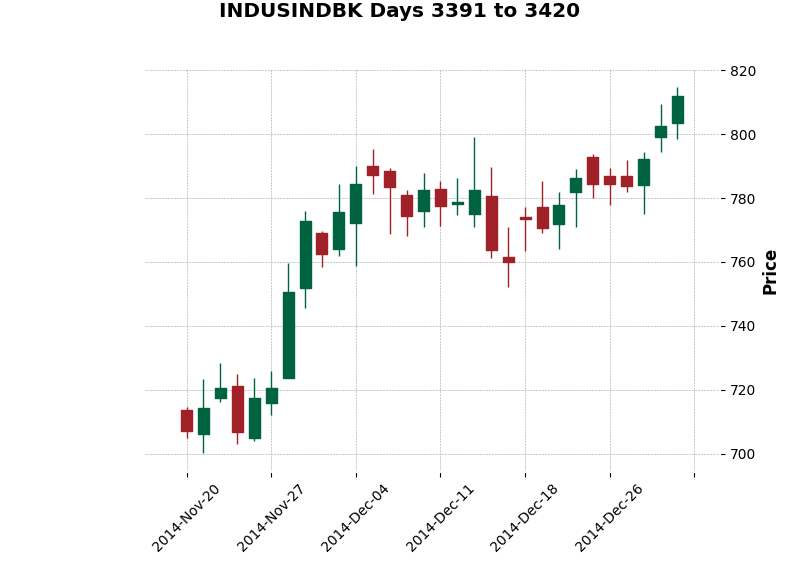 INDUSINDBK Days 3391 to 3420
820
800
780
760
740
720
700
Price
2014-Nov-20
2014-Nov-27
2014-Dec-04
2014-Dec-11
2014-Dec-18
2014-Dec-26